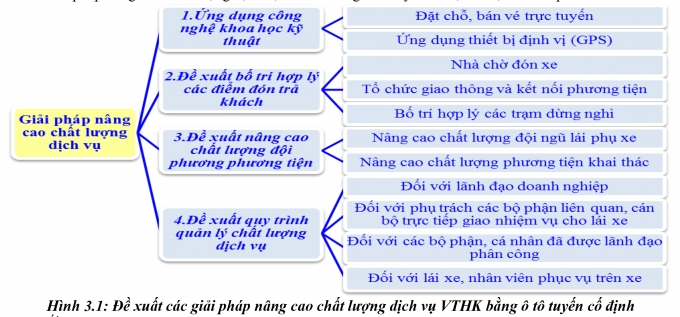 Giải pháp nâng
cao chất lượng
dịch vụ
1.Ứng dụng công
nghệ khoa học kỹ
thuật
Đặt chỗ, bán vé trực tuyến
Ứng dụng thiết bị định vị (GPS)
2.Đề xuất bố trí hợp lý
các điểm đón trả
khách
Nhà chờ đón xe
Tổ chức giao thông và kết nối phương tiện
Bố trí hợp lý các trạm dừng nghỉ
3.Đề xuất nâng cao
chất lượng đội
phương phương tiện
Nâng cao chất lượng đội ngũ lái phụ xe
Nâng cao chất lượng phương tiện khai thác
4.Đề xuất quy trình
quản lý chất lượng
dịch vụ
Đối với lãnh đạo doanh nghiệp
Đối với phụ trách các bộ phận liên quan, cán
bộ trực tiếp giao nhiệm vụ cho lái xe
Đối với các bộ phận, cá nhân đã được lãnh đạo
phân công
Đối với lái xe, nhân viên phục vụ trên xe
Hình 3.1: Đề xuất các giải pháp nâng cao chất lượng dịch vụ VTHK bằng ô tô tuyến cố định